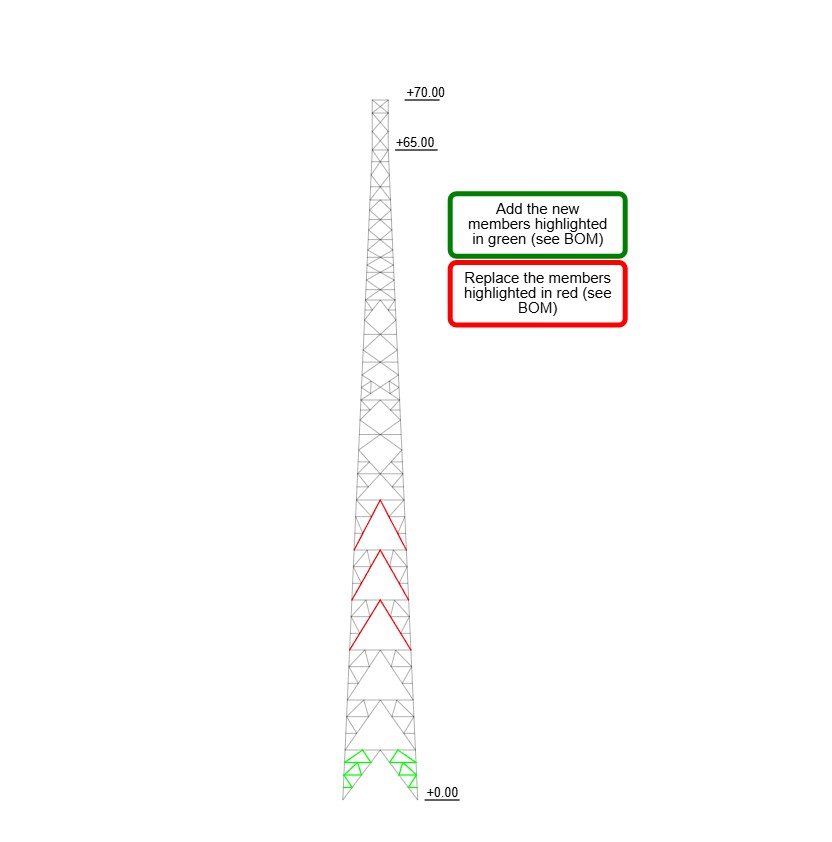 +70.00
+65.00
Add the new
members highlighted
in green (see BOM)
Replace the members
highlighted in red (see
BOM)
+0.00